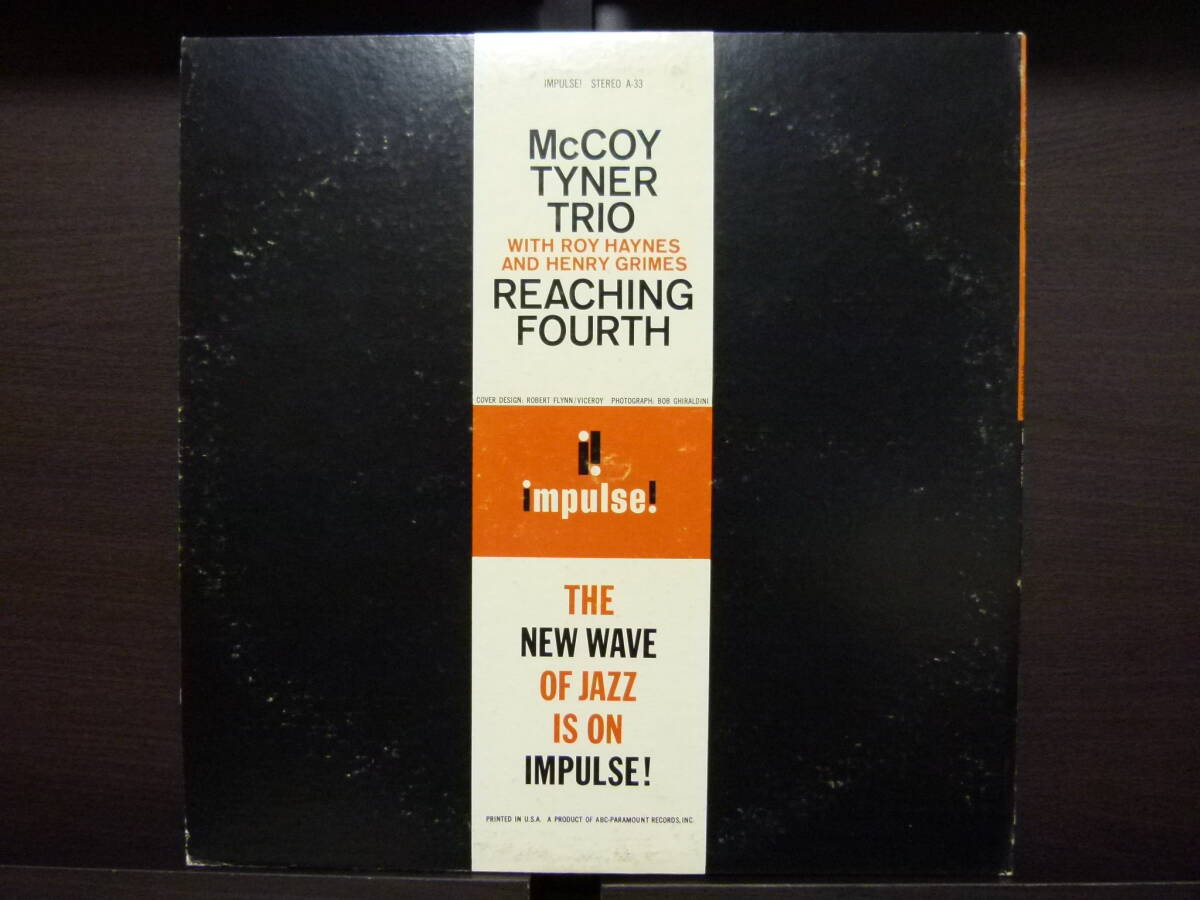 IMPULSE! STEREO A-33
McCOY
TYNER
TRIO
WITH ROY HAYNES
AND HENRY GRIMES
REACHING
FOURTH
COVER DESIGN: ROBERT FLYNN/VICEROY PHOTOGRAPH: BOB GHIRALDINI
i!
impulse!
THE
NEW WAVE
OF JAZZ
IS ON
IMPULSE!
PRINTED IN U.S.A. A PRODUCT OF ABC-PARAMOUNT RECORDS, INC.